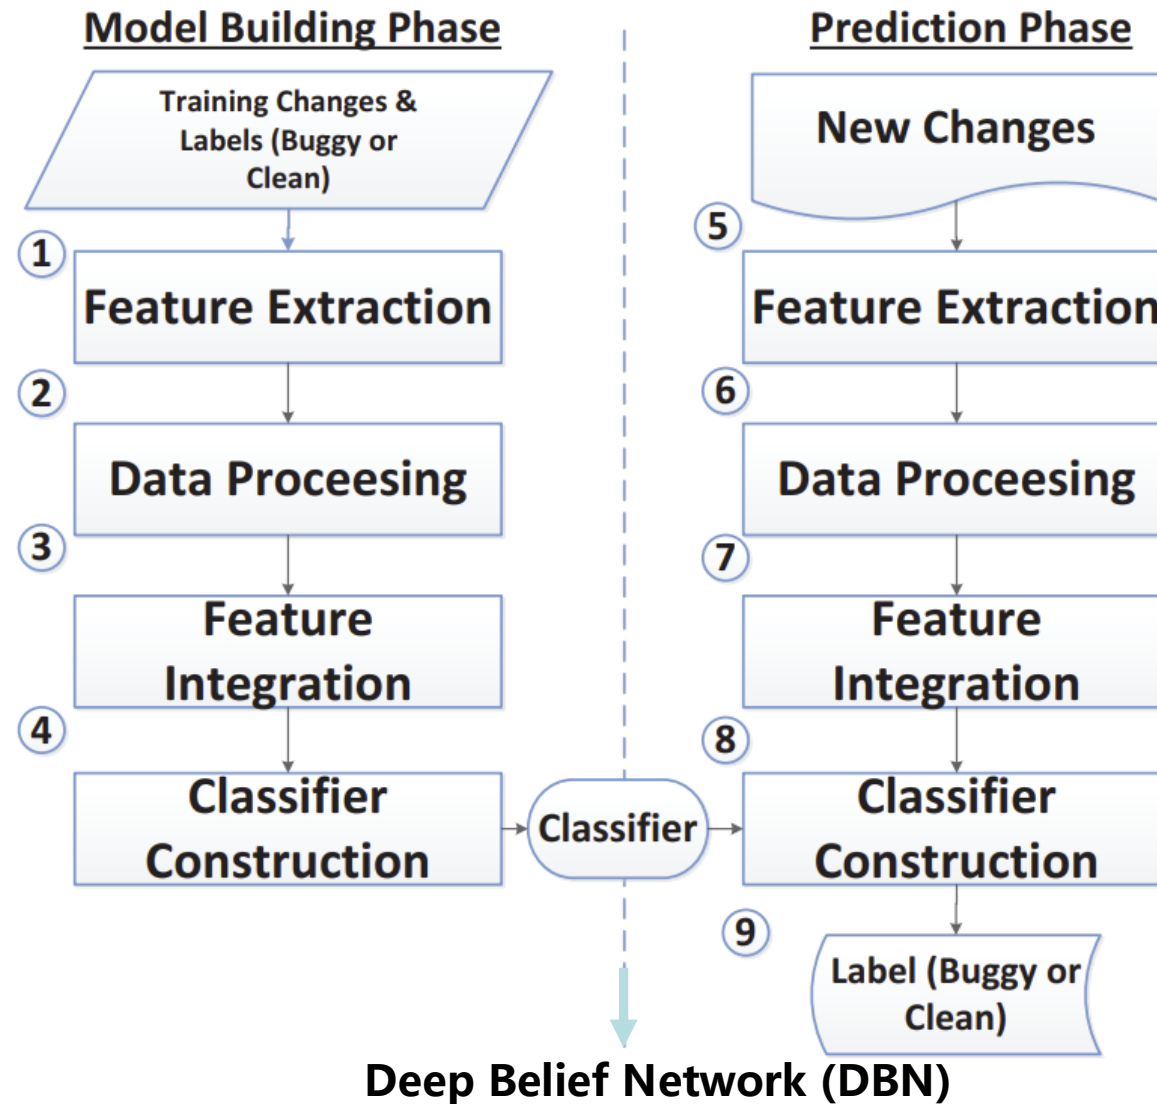 Model Building Phase
Training Changes &
Labels (Buggy or
Clean)
1
Feature Extraction
2
Data Proceesing
3
Feature
Integration
4
Classifier
Construction
Classifier
Prediction Phase
New Changes
5
Feature Extraction
6
Data Proceesing
7
Feature
Integration
8
Classifier
Construction
9
Label (Buggy or
Clean)
Deep Belief Network (DBN)